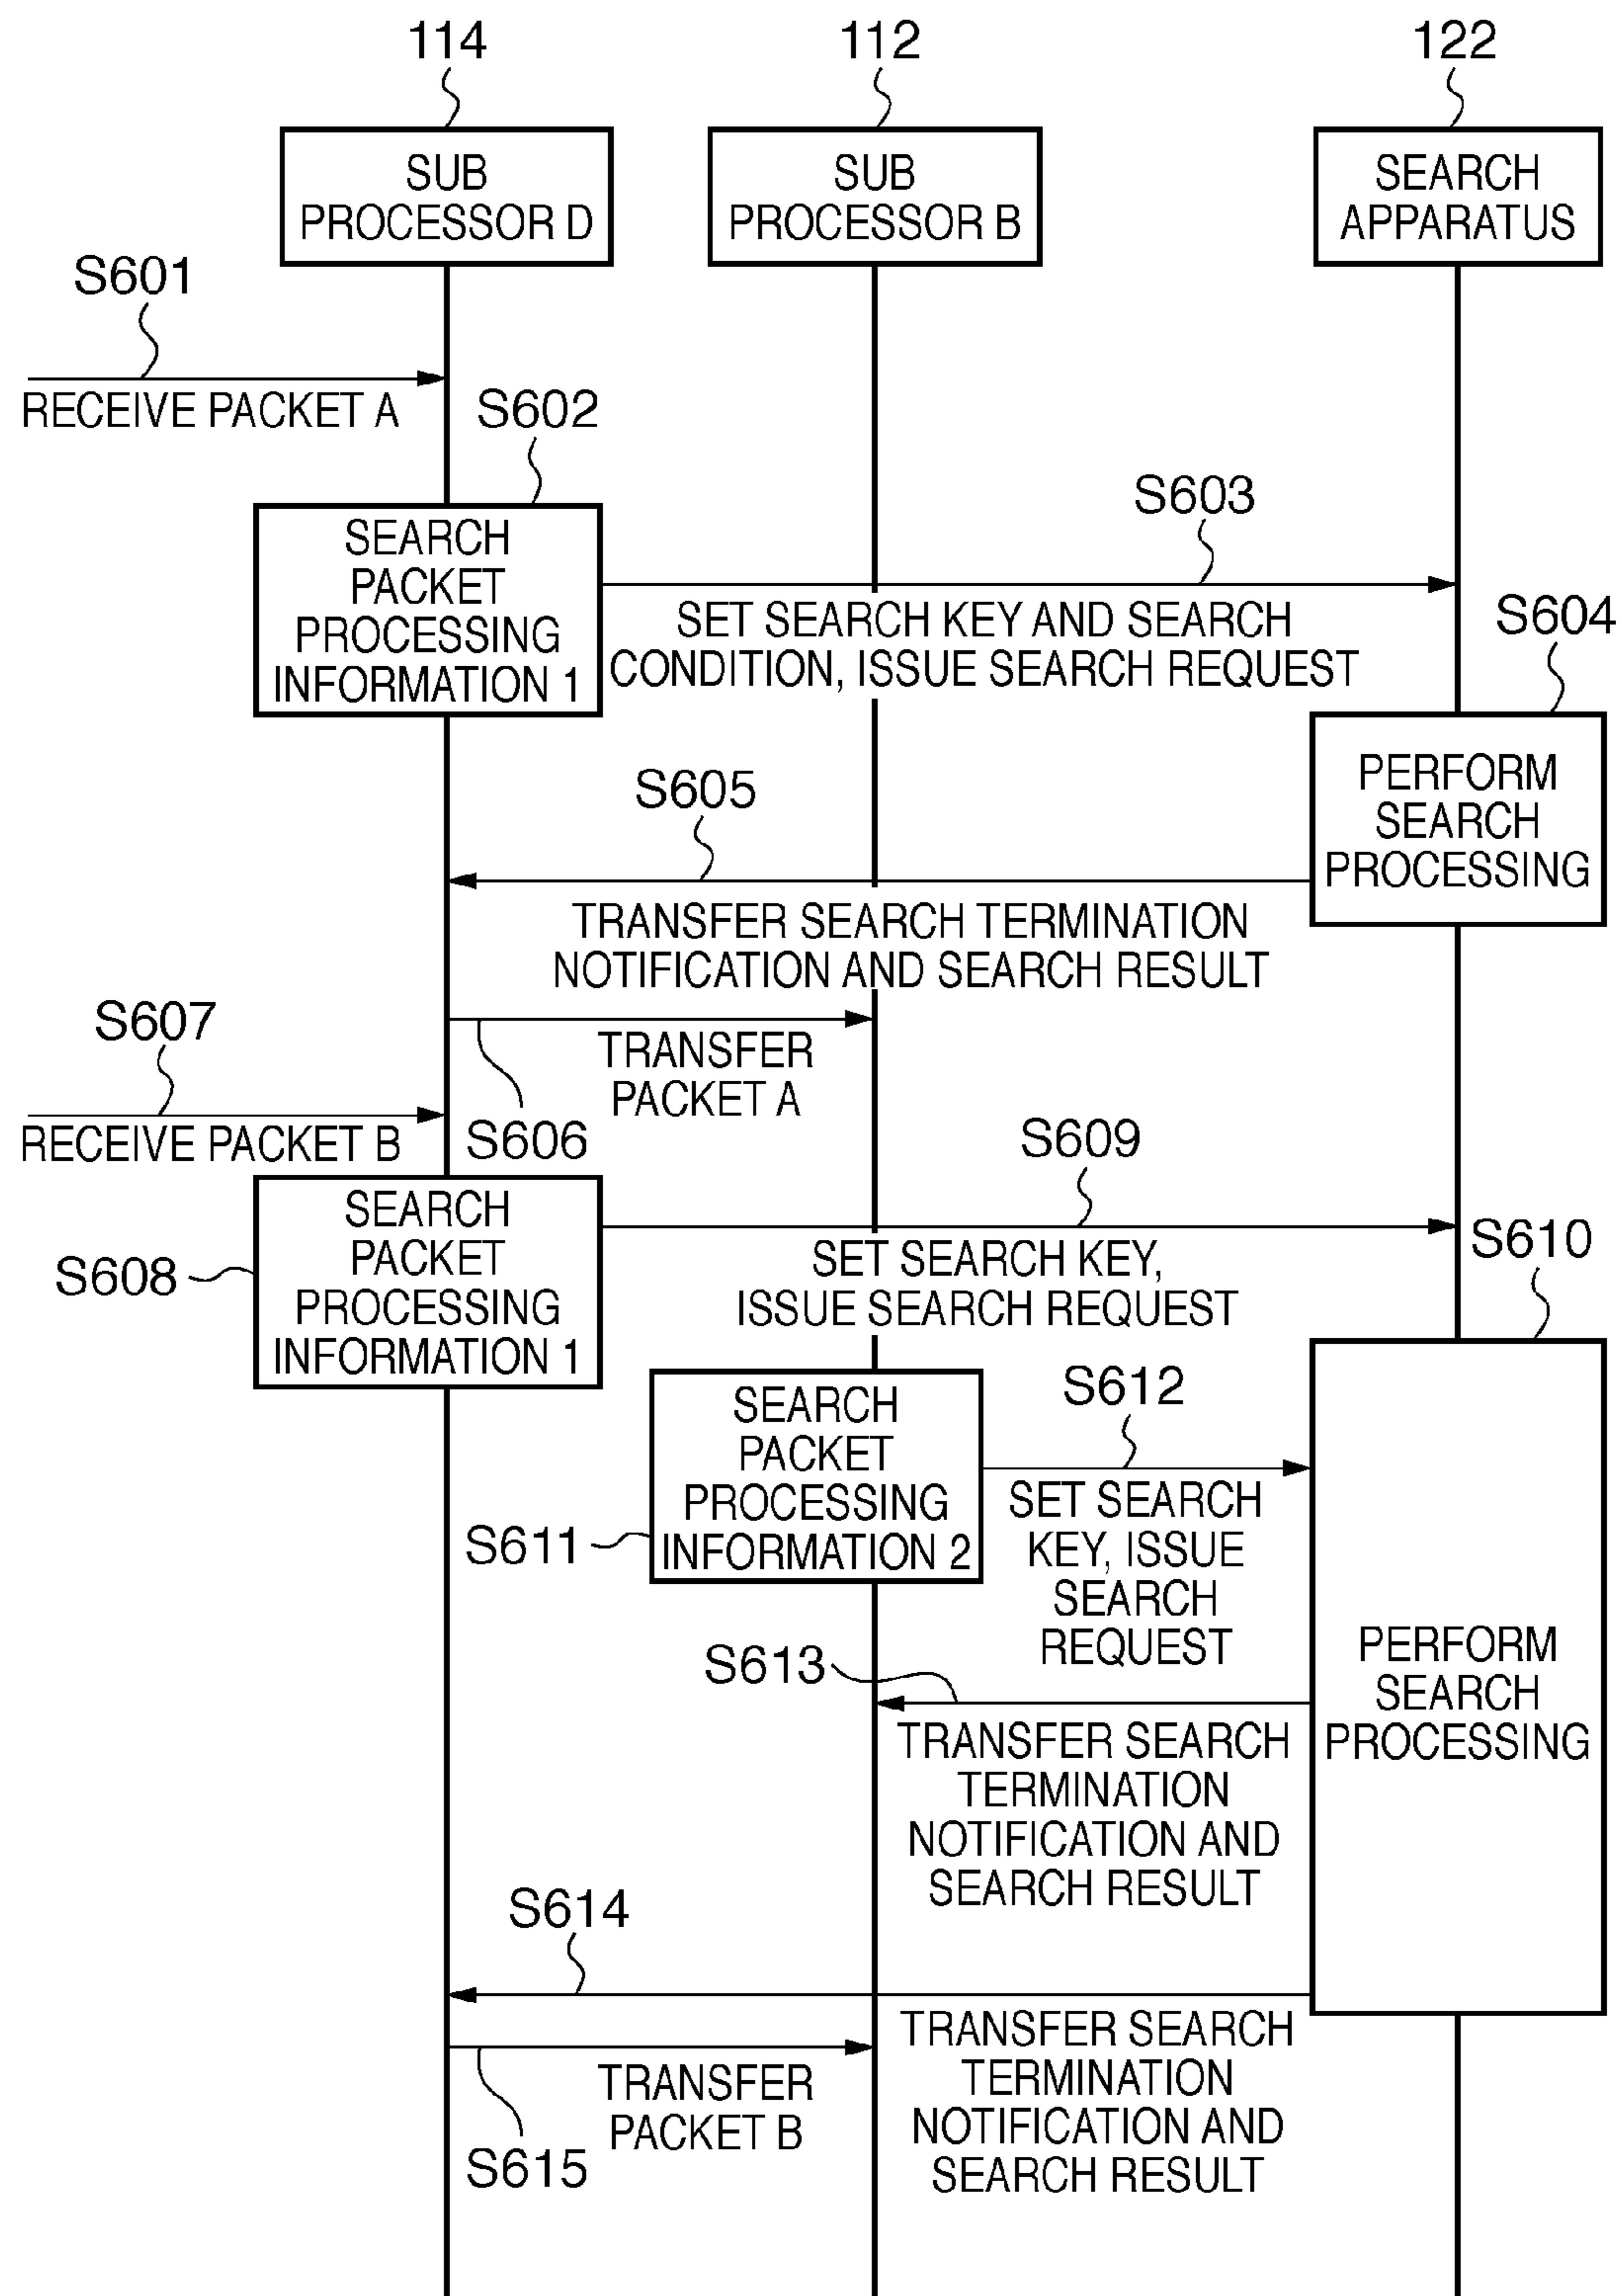 114
112
122
SUB
PROCESSOR D
SUB
PROCESSOR B
SEARCH
APPARATUS
S601
RECEIVE PACKET A
S602
SEARCH
PACKET
PROCESSING
INFORMATION 1
S603
SET SEARCH KEY AND SEARCH
CONDITION, ISSUE SEARCH REQUEST
S604
PERFORM
SEARCH
PROCESSING
S605
TRANSFER SEARCH TERMINATION
NOTIFICATION AND SEARCH RESULT
S607
RECEIVE PACKET B
TRANSFER
PACKET A
S606
S608
SEARCH
PACKET
PROCESSING
INFORMATION 1
S609
SET SEARCH KEY,
ISSUE SEARCH REQUEST
S610
S611
SEARCH
PACKET
PROCESSING
INFORMATION 2
S612
SET SEARCH
KEY, ISSUE
SEARCH
REQUEST
PERFORM
SEARCH
PROCESSING
S613
TRANSFER SEARCH
TERMINATION
NOTIFICATION AND
SEARCH RESULT
S614
TRANSFER SEARCH
TERMINATION
NOTIFICATION AND
SEARCH RESULT
TRANSFER
PACKET B
S615